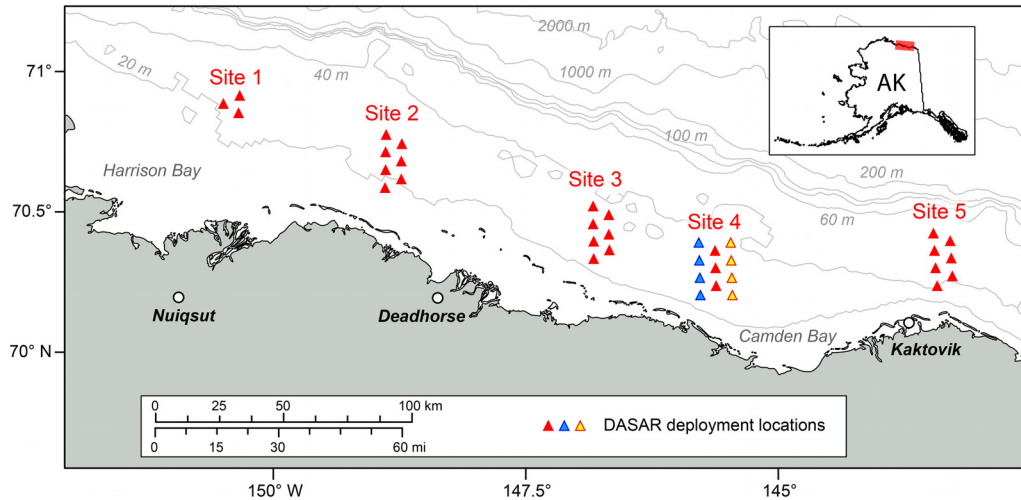 2000 m
71°
20 m
40 m
1000 m
Site 1
AK
Site 2
100 m
Harrison Bay
200 m
Site 3
70.5°
Site 4
60 m
Site 5
Nuiqsut
Deadhorse
Camden Bay
70° N
Kaktovik
0 25 50 100 km
0 15 30 60 mi
DASAR deployment locations
150° W 147.5° 145°